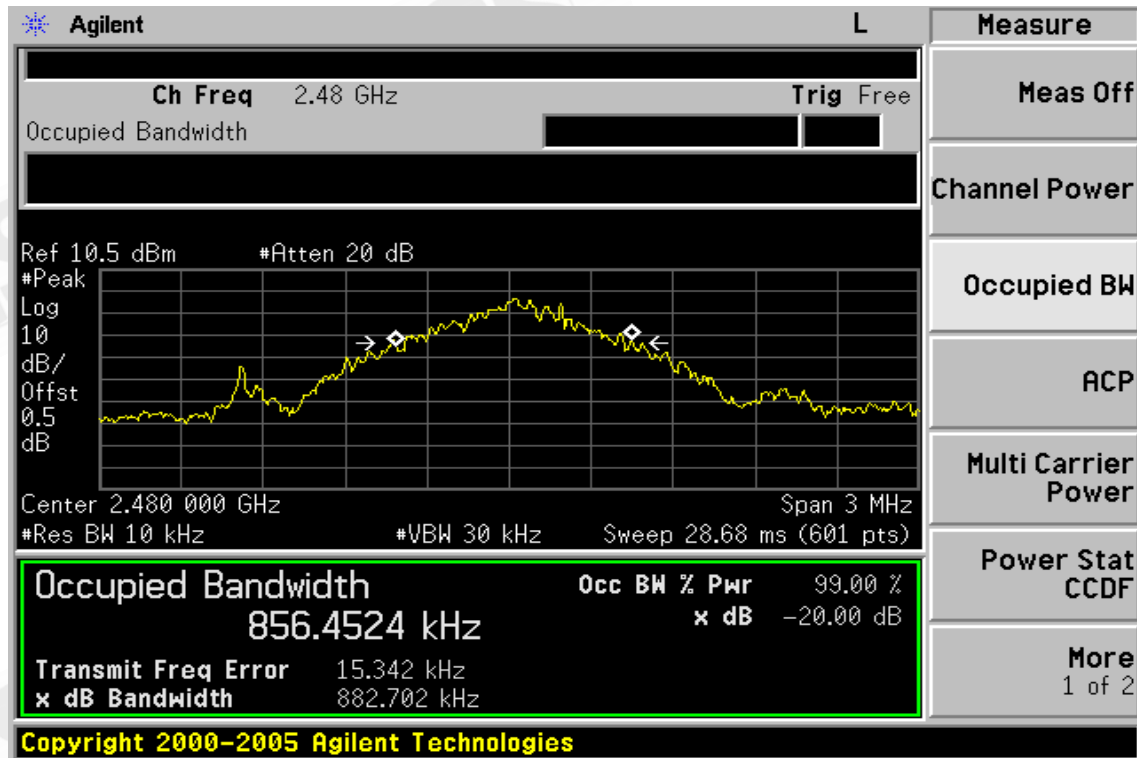 Agilent
L
Measure
Ch Freq 2.48 GHz
Trig Free
Occupied Bandwidth
Meas Off
Channel Power
Occupied BW
ACP
Multi Carrier
Power
Power Stat
CCDF
More
1 of 2
Ref 10.5 dBm
#Atten 20 dB
#Peak
Log
10
dB/
Offst
0.5
dB
Center 2.480 000 GHz
Span 3 MHz
#Res BW 10 kHz
#VBW 30 kHz
Sweep 28.68 ms (601 pts)
Occupied Bandwidth
856.4524 kHz
Occ BW % Pwr 99.00 %
x dB -20.00 dB
Transmit Freq Error 15.342 kHz
x dB Bandwidth 882.702 kHz
Copyright 2000-2005 Agilent Technologies